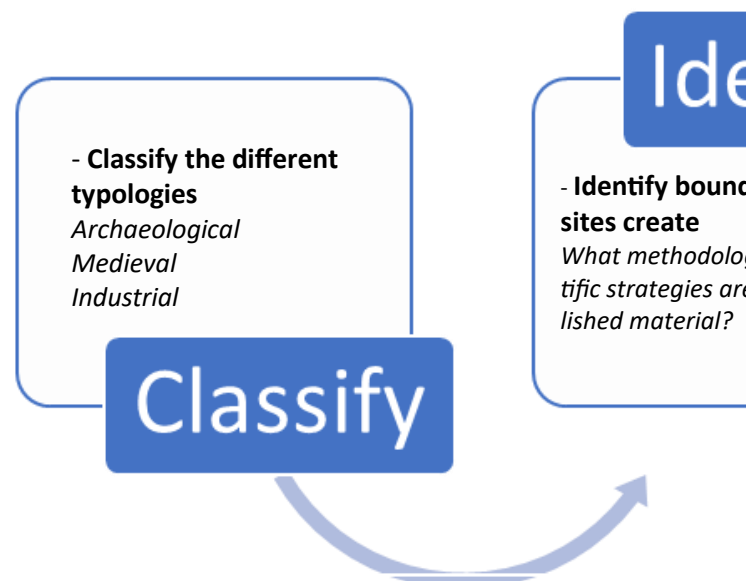 - Classify the different
typologies
Archaeological
Medieval
Industrial
Classify
Ide
- Identify bound
sites create
What methodolog
tific strategies are
lished material?